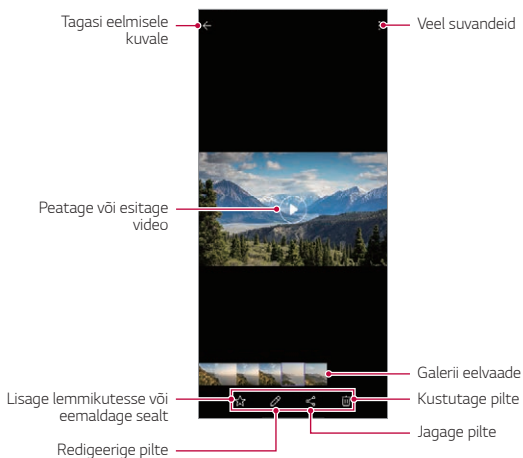 Tagasi eelmisele
kuvale
Veel suvandeid
Peatage või esitage
video
Galerii eelvaade
Lisage lemmikutesse või
eemaldage sealt
Kustutage pilte
Jagage pilte
Redigeerige pilte